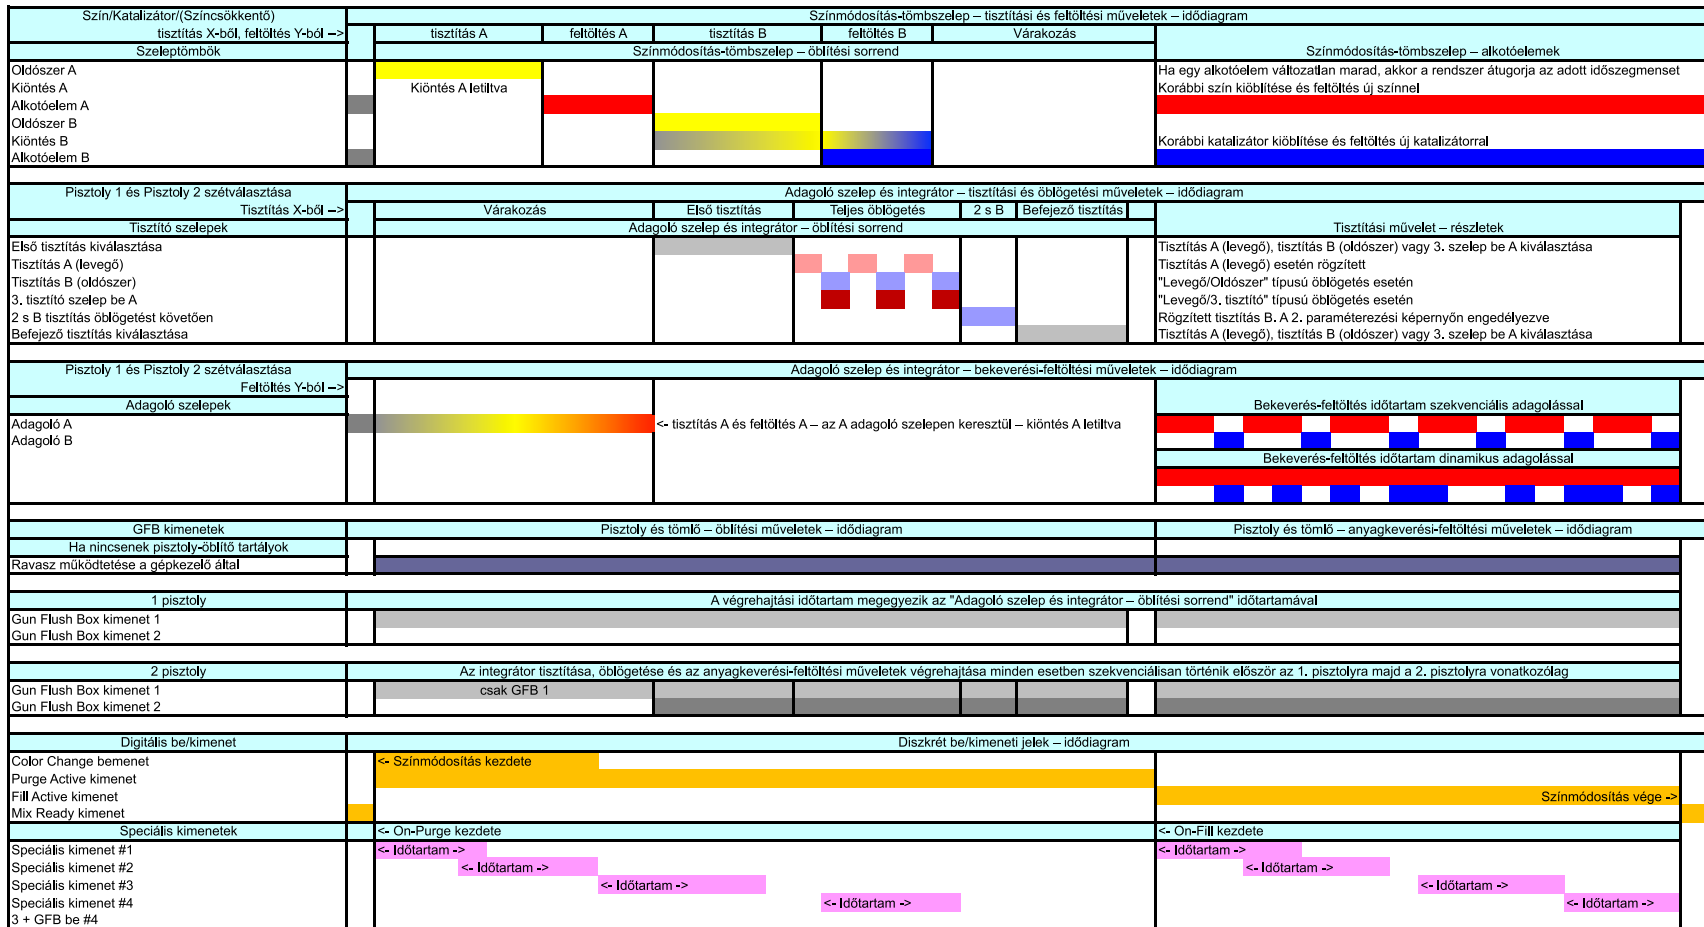 Szín/Katalizátor/(Színcsökkentő)
Színmódosítás-tömbszelep – tisztítási és feltöltési műveletek – idődiagram
tisztítás X-ből, feltöltés Y-ból –>
tisztítás A
feltöltés A
tisztítás B
feltöltés B
Várakozás
Szeleptömbök
Színmódosítás-tömbszelep – öblítési sorrend
Színmódosítás-tömbszelep – alkotóelemek
Oldószer A
Ha egy alkotóelem változatlan marad, akkor a rendszer átugorja az adott időszegmenset
Kiöntés A
Kiöntés A letiltva
Korábbi szín kiöblítése és feltöltés új színnel
Alkotóelem A
Oldószer B
Kiöntés B
Korábbi katalizátor kiöblítése és feltöltés új katalizátorral
Alkotóelem B
Pisztoly 1 és Pisztoly 2 szétválasztása
Adagoló szelep és integrátor – tisztítási és öblögetési műveletek – idődiagram
Tisztítás X-ből –>
Várakozás
Első tisztítás
Teljes öblögetés
2 s B
Befejező tisztítás
Tisztító szelepek
Adagoló szelep és integrátor – öblítési sorrend
Tisztítási művelet – részletek
Első tisztítás kiválasztása
Tisztítás A (levegő), tisztítás B (oldószer) vagy 3. szelep be A kiválasztása
Tisztítás A (levegő)
Tisztítás A (levegő) esetén rögzített
Tisztítás B (oldószer)
"Levegő/Oldószer" típusú öblögetés esetén
3. tisztító szelep be A
"Levegő/3. tisztító" típusú öblögetés esetén
2 s B tisztítás öblögetést követően
Rögzített tisztítás B. A 2. paraméterezési képernyőn engedélyezve
Befejező tisztítás kiválasztása
Tisztítás A (levegő), tisztítás B (oldószer) vagy 3. szelep be A kiválasztása
Pisztoly 1 és Pisztoly 2 szétválasztása
Adagoló szelep és integrátor – bekeverési-feltöltési műveletek – idődiagram
Feltöltés Y-ból –>
Adagoló szelepek
Bekeverés-feltöltés időtartam szekvenciális adagolással
Adagoló A
<- tisztítás A és feltöltés A – az A adagoló szelepen keresztül – kiöntés A letiltva
Adagoló B
Bekeverés-feltöltés időtartam dinamikus adagolással
GFB kimenetek
Pisztoly és tömlő – öblítési műveletek – idődiagram
Pisztoly és tömlő – anyagkeverési-feltöltési műveletek – idődiagram
Ha nincsenek pisztoly-öblítő tartályok
Ravasz működtetése a gépkezelő által
1 pisztoly
A végrehajtási időtartam megegyezik az "Adagoló szelep és integrátor – öblítési sorrend" időtartamával
Gun Flush Box kimenet 1
Gun Flush Box kimenet 2
2 pisztoly
Az integrátor tisztítása, öblögetése és az anyagkeverési-feltöltési műveletek végrehajtása minden esetben szekvenciálisan történik először az 1. pisztolyra majd a 2. pisztolyra vonatkozólag
Gun Flush Box kimenet 1
csak GFB 1
Gun Flush Box kimenet 2
Digitális be/kimenet
Diszkrét be/kimeneti jelek – idődiagram
Color Change bemenet
<- Színmódosítás kezdete
Purge Active kimenet
Fill Active kimenet
Színmódosítás vége ->
Mix Ready kimenet
Speciális kimenetek
<- On-Purge kezdete
<- On-Fill kezdete
Speciális kimenet #1
<- Időtartam ->
<- Időtartam ->
Speciális kimenet #2
<- Időtartam ->
<- Időtartam ->
Speciális kimenet #3
<- Időtartam ->
<- Időtartam ->
Speciális kimenet #4
<- Időtartam ->
<- Időtartam ->
3 + GFB be #4